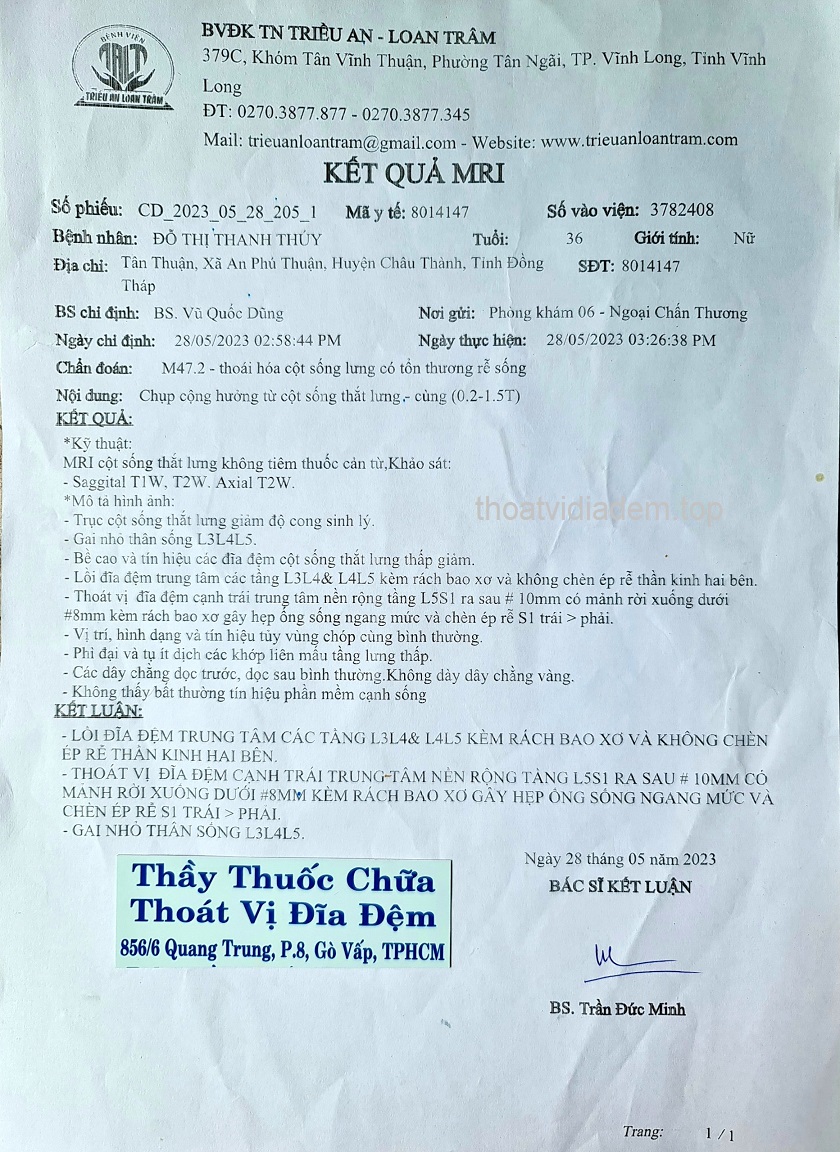 BỆNH VIỆN
TALT
TRIỀU AN LOAN TRÂM
BVĐK TN TRIỀU AN - LOAN TRÂM
379C, Khóm Tân Vĩnh Thuận, Phường Tân Ngãi, TP. Vĩnh Long, Tỉnh Vĩnh
Long
ĐT: 0270.3877.877 - 0270.3877.345
Mail: trieuanloantram@gmail.com - Website: www.trieuanloantram.com
KẾT QUẢ MRI
Số phiếu: CD_2023_05_28_205_1 Mã y tế: 8014147 Số vào viện: 3782408
Bệnh nhân: ĐỖ THỊ THANH THÚY Tuổi: 36 Giới tính: Nữ
Địa chỉ: Tân Thuận, Xã An Phú Thuận, Huyện Châu Thành, Tỉnh Đồng SĐT: 8014147
Tháp
BS chỉ định: BS. Vũ Quốc Dũng Nơi gửi: Phòng khám 06 - Ngoại Chấn Thương
Ngày chỉ định: 28/05/2023 02:58:44 PM Ngày thực hiện: 28/05/2023 03:26:38 PM
Chẩn đoán: M47.2 - thoái hóa cột sống lưng có tổn thương rễ sống
Nội dung: Chụp cộng hưởng từ cột sống thắt lưng - cùng (0.2-1.5T)
KẾT QUẢ:
*Kỹ thuật:
MRI cột sống thắt lưng không tiêm thuốc cản từ,Khảo sát:
- Saggital T1W, T2W. Axial T2W.
*Mô tả hình ảnh:
thoatvidiadem.top
- Trục cột sống thắt lưng giảm độ cong sinh lý.
- Gai nhỏ thân sống L3L4L5.
- Bề cao và tín hiệu các đĩa đệm cột sống thắt lưng thấp giảm.
- Lồi đĩa đệm trung tâm các tầng L3L4& L4L5 kèm rách bao xơ và không chèn ép rễ thần kinh hai bên.
- Thoát vị đĩa đệm cạnh trái trung tâm nền rộng tầng L5S1 ra sau # 10mm có mảnh rời xuống dưới
#8mm kèm rách bao xơ gây hẹp ống sống ngang mức và chèn ép rễ S1 trái > phải.
- Vị trí, hình dạng và tín hiệu tủy vùng chóp cùng bình thường.
- Phì đại và tụ ít dịch các khớp liên mấu tầng lưng thấp.
- Các dây chằng dọc trước, dọc sau bình thường.Không dày dây chằng vàng.
- Không thấy bất thường tín hiệu phần mềm cạnh sống
KẾT LUẬN:
- LỒI ĐĨA ĐỆM TRUNG TÂM CÁC TẦNG L3L4& L4L5 KÈM RÁCH BAO XƠ VÀ KHÔNG CHÈN
ÉP RỄ THẦN KINH HAI BÊN.
- THOÁT VỊ ĐĨA ĐỆM CẠNH TRÁI TRUNG TÂM NỀN RỘNG TẦNG L5S1 RA SAU # 10MM CÓ
MẢNH RỜI XUỐNG DƯỚI #8MM KÈM RÁCH BAO XƠ GÂY HẸP ỐNG SỐNG NGANG MỨC VÀ
CHÈN ÉP RỄ S1 TRÁI > PHẢI.
- GAI NHỎ THÂN SỐNG L3L4L5.
Ngày 28 tháng 05 năm 2023
BÁC SĨ KẾT LUẬN
Thầy Thuốc Chữa
Thoát Vị Đĩa Đệm
856/6 Quang Trung, P.8, Gò Vấp, TPHCM
BS. Trần Đức Minh
Trang: 1 / 1